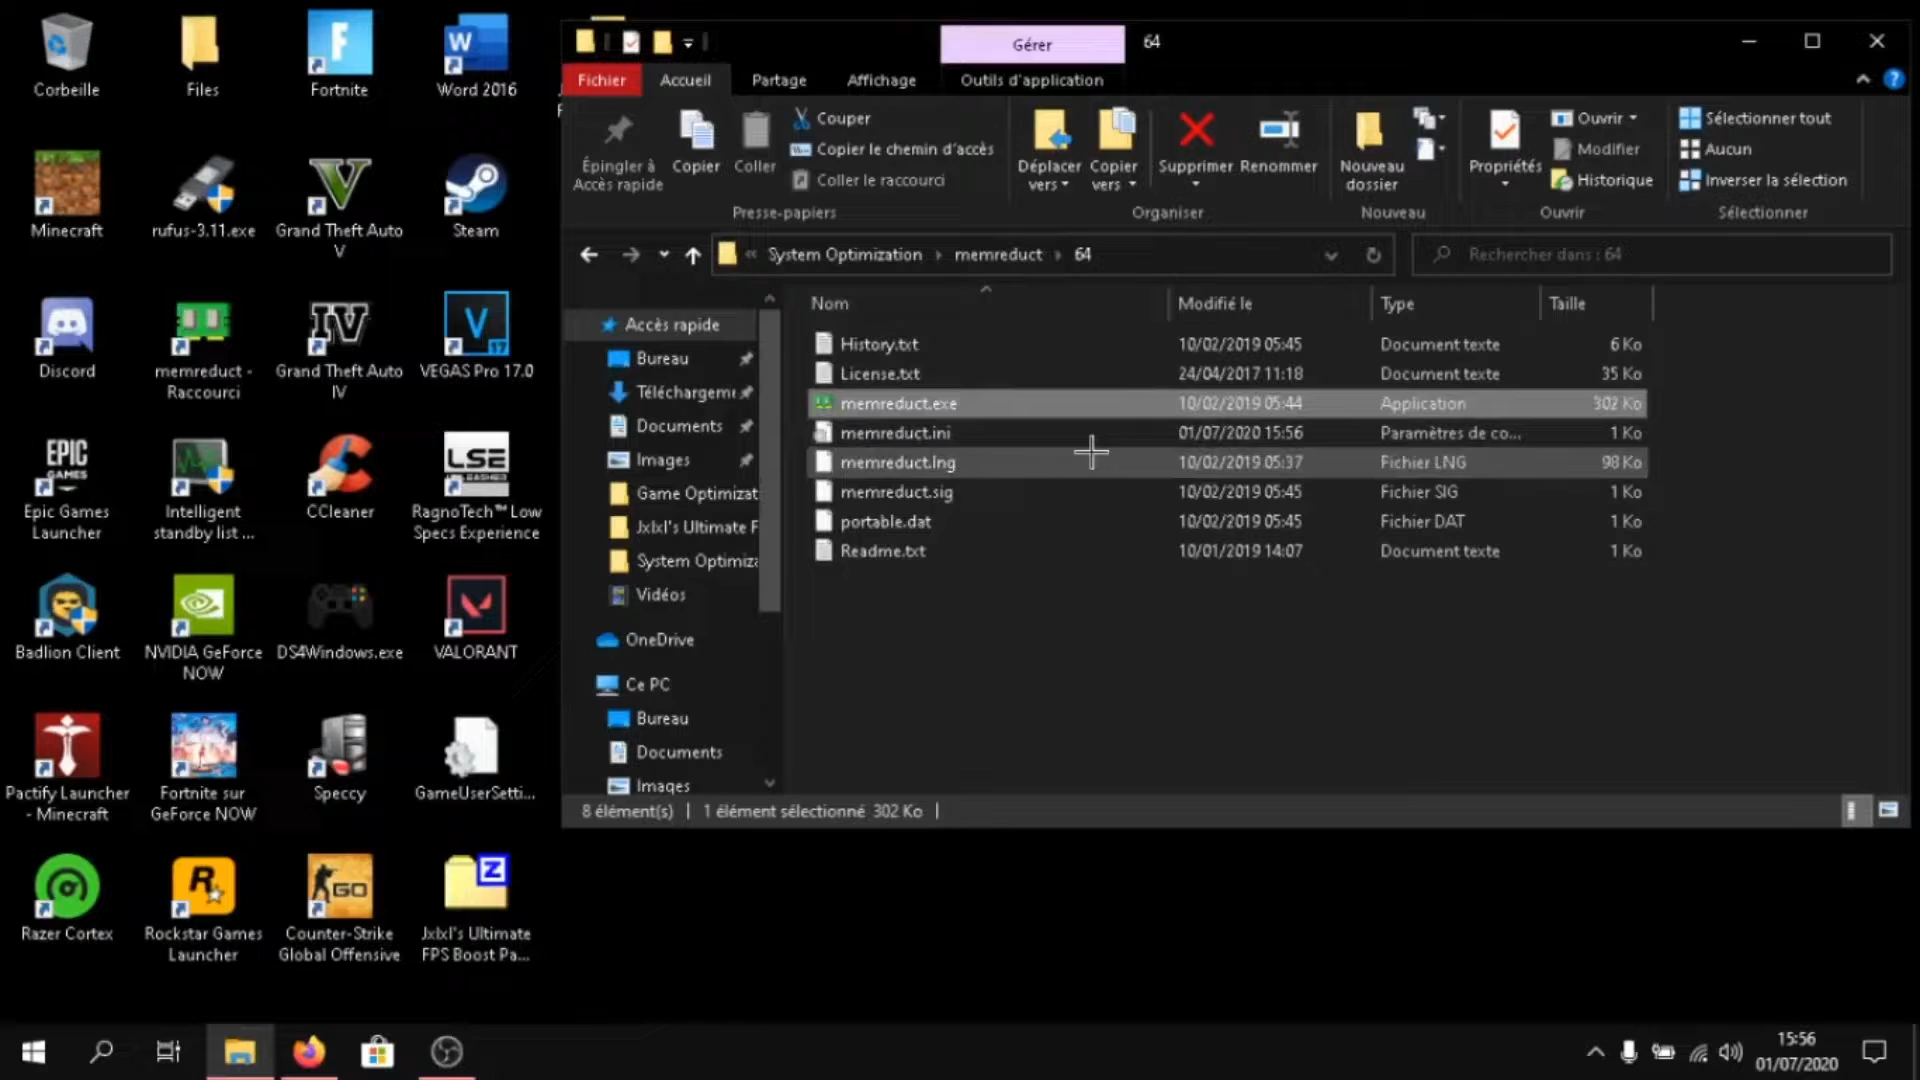 Corbeille
Files
Fortnite
Word 2016
Minecraft
rufus-3.11.exe
Grand Theft Auto
V
Steam
Discord
memreduct -
Raccourci
Grand Theft Auto
IV
VEGAS Pro 17.0
Epic Games
Launcher
Intelligent
standby list ...
CCleaner
RagnoTech™ Low
Specs Experience
Badlion Client
NVIDIA GeForce
NOW
DS4Windows.exe
VALORANT
Pactify Launcher
- Minecraft
Fortnite sur
GeForce NOW
Speccy
GameUserSetti...
Razer Cortex
Rockstar Games
Launcher
Counter-Strike
Global Offensive
Jxlxl's Ultimate
FPS Boost Pa...
EPIC
GAMES
LSE
GO
Gérer
64
Fichier
Accueil
Partage
Affichage
Outils d'application
Épingler à
Accès rapide
Copier
Coller
Couper
Copier le chemin d'accès
Coller le raccourci
Presse-papiers
Déplacer
vers
Copier
vers
Supprimer
Renommer
Organiser
Nouveau
dossier
Nouveau
Propriétés
Ouvrir
Modifier
Historique
Ouvrir
Sélectionner tout
Aucun
Inverser la sélection
Sélectionner
« System Optimization › memreduct › 64
Rechercher dans : 64
Accès rapide
Bureau
Téléchargeme
Documents
Images
Game Optimizat
Jxlxl's Ultimate F
System Optimiza
Vidéos
OneDrive
Ce PC
Bureau
Documents
Images
Nom Modifié le Type Taille
History.txt 10/02/2019 05:45 Document texte 6 Ko
License.txt 24/04/2017 11:18 Document texte 35 Ko
memreduct.exe 10/02/2019 05:44 Application 302 Ko
memreduct.ini 01/07/2020 15:56 Paramètres de co... 1 Ko
memreduct.lng 10/02/2019 05:37 Fichier LNG 98 Ko
memreduct.sig 10/02/2019 05:45 Fichier SIG 1 Ko
portable.dat 10/02/2019 05:45 Fichier DAT 1 Ko
Readme.txt 10/01/2019 14:07 Document texte 1 Ko
8 élément(s) | 1 élément sélectionné 302 Ko |
15:56
01/07/2020